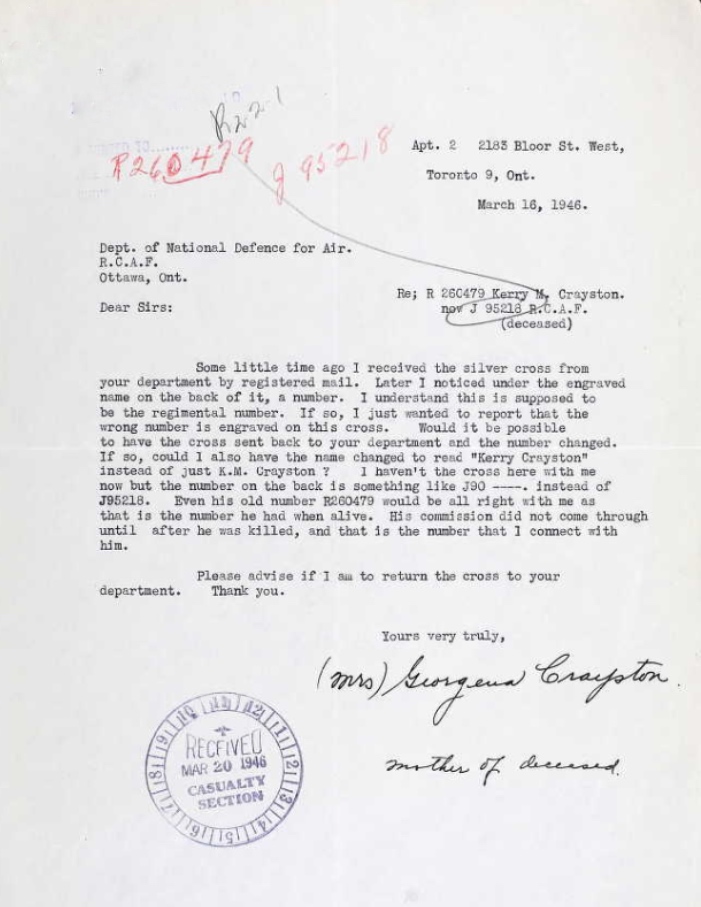 R221
R260479
J 95218
Apt. 2 2183 Bloor St. West,
Toronto 9, Ont.
March 16, 1946.
Dept. of National Defence for Air.
R.C.A.F.
Ottawa, Ont.
Re; R 260479 Kerry M. Crayston.
now J 95218 R.C.A.F.
(deceased)
Dear Sirs:
Some little time ago I received the silver cross from
your department by registered mail. Later I noticed under the engraved
name on the back of it, a number. I understand this is supposed to
be the regimental number. If so, I just wanted to report that the
wrong number is engraved on this cross. Would it be possible
to have the cross sent back to your department and the number changed.
If so, could I also have the name changed to read "Kerry Crayston"
instead of just K.M. Crayston ? I haven't the cross here with me
now but the number on the back is something like J90 ----. instead of
J95218. Even his old number R260479 would be all right with me as
that is the number he had when alive. His commission did not come through
until after he was killed, and that is the number that I connect with
him.
Please advise if I am to return the cross to your
department. Thank you.
Yours very truly,
(Mrs) Georgena Crayston.
mother of deceased.
RECEIVED
MAR 20 1946
CASUALTY
SECTION